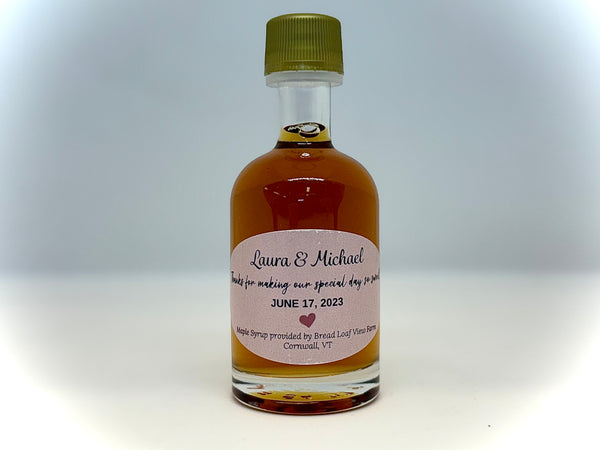 Laura & Michael
Thanks for making our special day so sweet
JUNE 17, 2023
Maple Syrup provided by Bread Loaf View Farm
Cornwall, VT